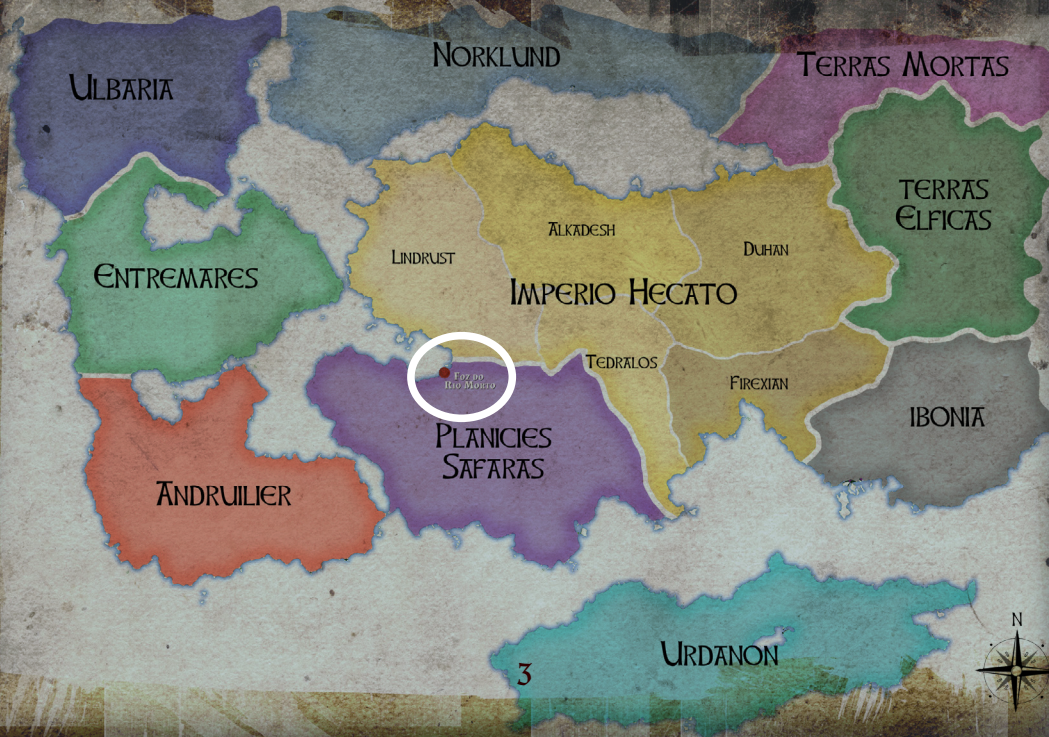 ULBARIA
NORKLUND
TERRAS MORTAS
TERRAS
ELFICAS
ENTREMARES
LINDRUST
ALKADESH
DUHAN
IMPERIO HECATO
TEDRALOS
FIREXIAN
FOZ DO
RIO MORTO
IBONIA
PLANICIES
SAFARAS
ANDRUILIER
URDANON
3
N